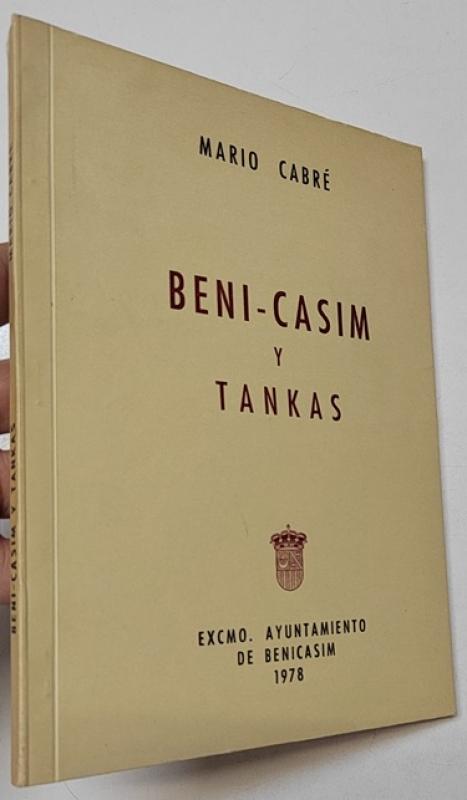 MARIO CABRÉ
BENI-CASIM
Y
TANKAS
EXCMO. AYUNTAMIENTO
DE BENICASIM
1978
BENI-CASIM Y TANKAS